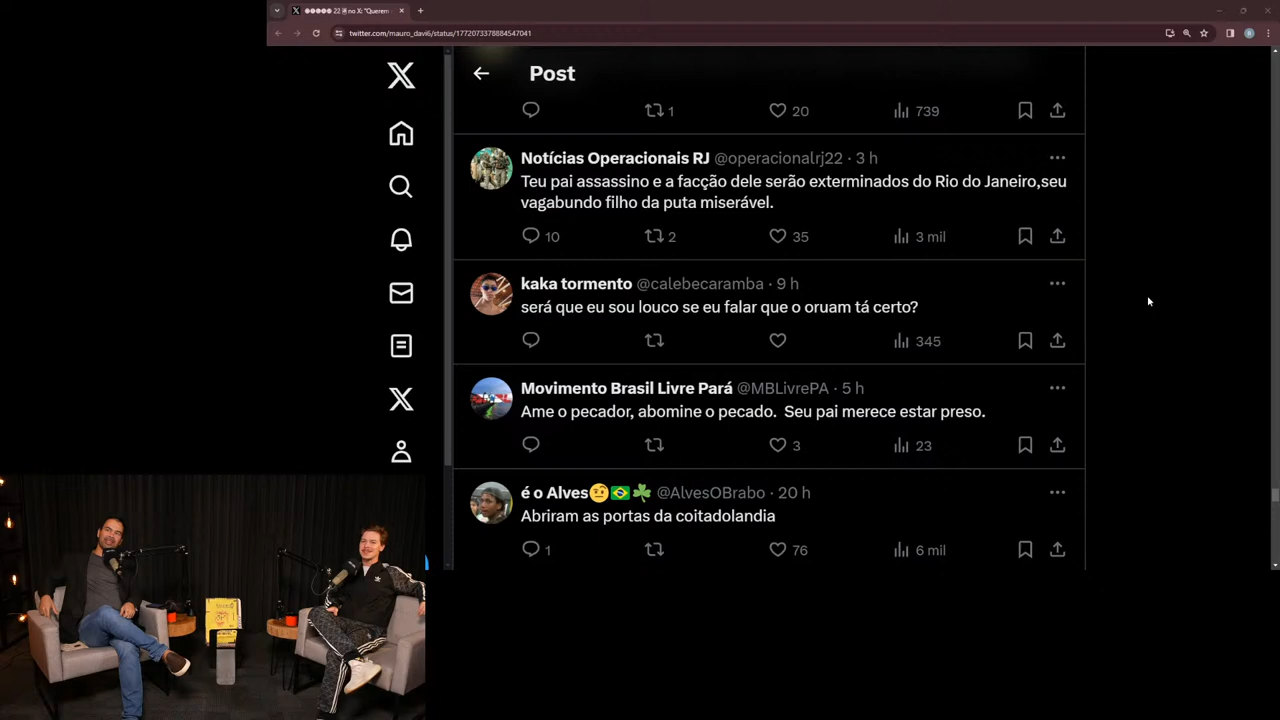 22 no X: "Querem
twitter.com/mauro_davi6/status/1772073378884547041
Post
1 20 739
Notícias Operacionais RJ @operacionalrj22 · 3 h
Teu pai assassino e a facção dele serão exterminados do Rio do Janeiro,seu
vagabundo filho da puta miserável.
10 2 35 3 mil
kaka tormento @calebecaramba · 9 h
será que eu sou louco se eu falar que o oruam tá certo?
345
Movimento Brasil Livre Pará @MBLivrePA · 5 h
Ame o pecador, abomine o pecado. Seu pai merece estar preso.
3 23
é o Alves🤨🇧🇷☘️ @AlvesOBrabo · 20 h
Abriram as portas da coitadolandia
1 76 6 mil